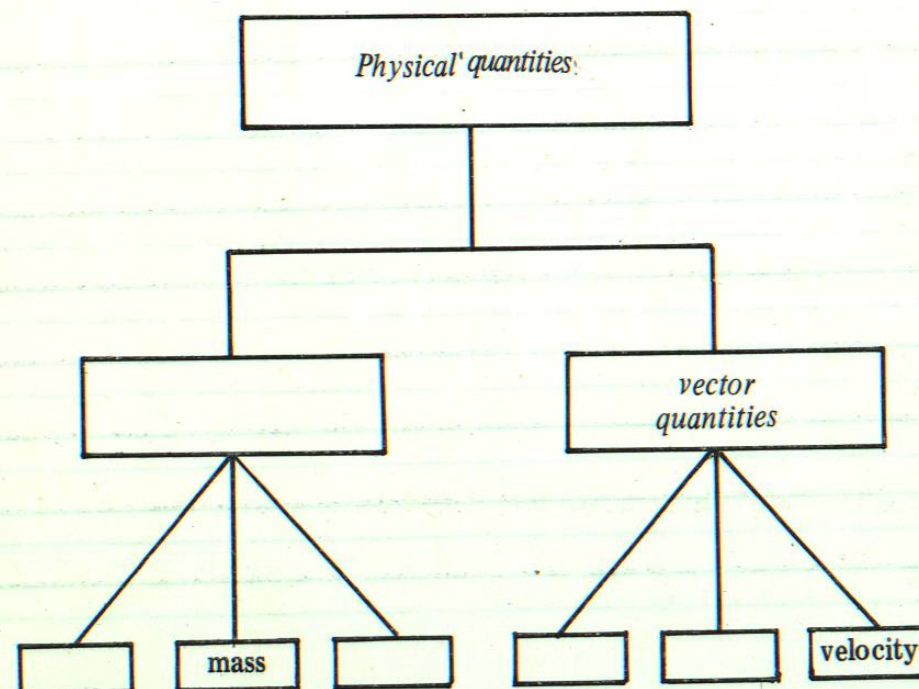 Physical quantities
vector
quantities
mass
velocity